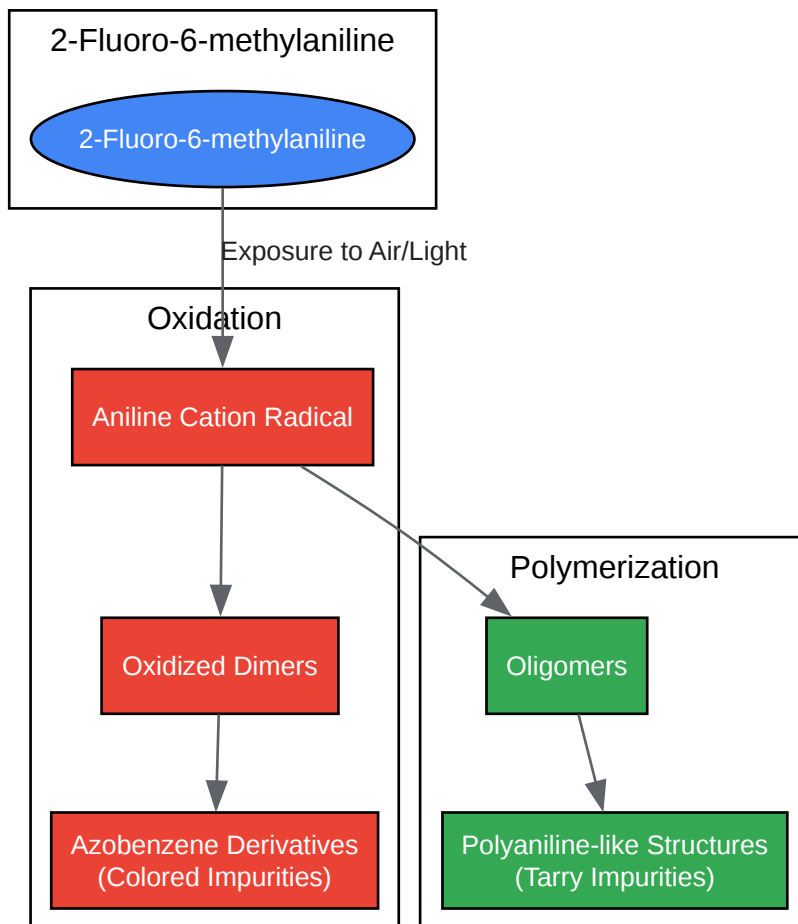 2-Fluoro-6-methylaniline
2-Fluoro-6-methylaniline
Exposure to Air/Light
Oxidation
Aniline Cation Radical
Polymerization
Oxidized Dimers
Oligomers
Azobenzene Derivatives
(Colored Impurities)
Polyaniline-like Structures
(Tarry Impurities)